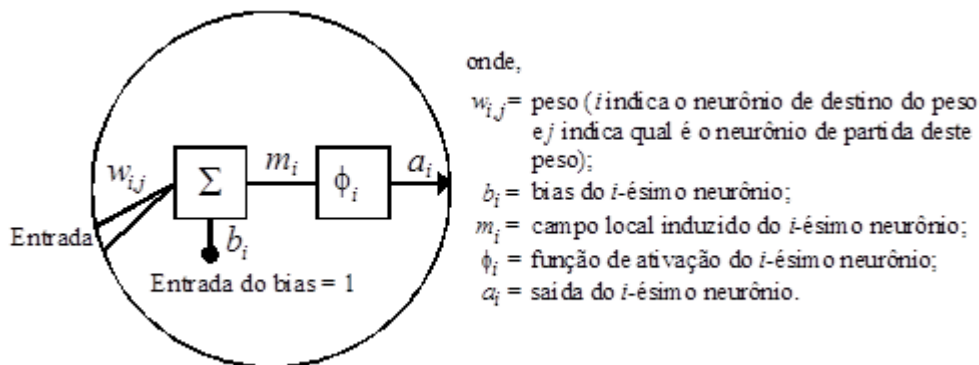 w_{i,j}
Σ
m_i
ϕ_i
a_i
b_i
Entrada
Entrada do bias = 1
onde,
w_{i,j} = peso (i indica o neurônio de destino do peso
e j indica qual é o neurônio de partida deste
peso);
b_i = bias do i-ésimo neurônio;
m_i = campo local induzido do i-ésimo neurônio;
ϕ_i = função de ativação do i-ésimo neurônio;
a_i = saída do i-ésimo neurônio.